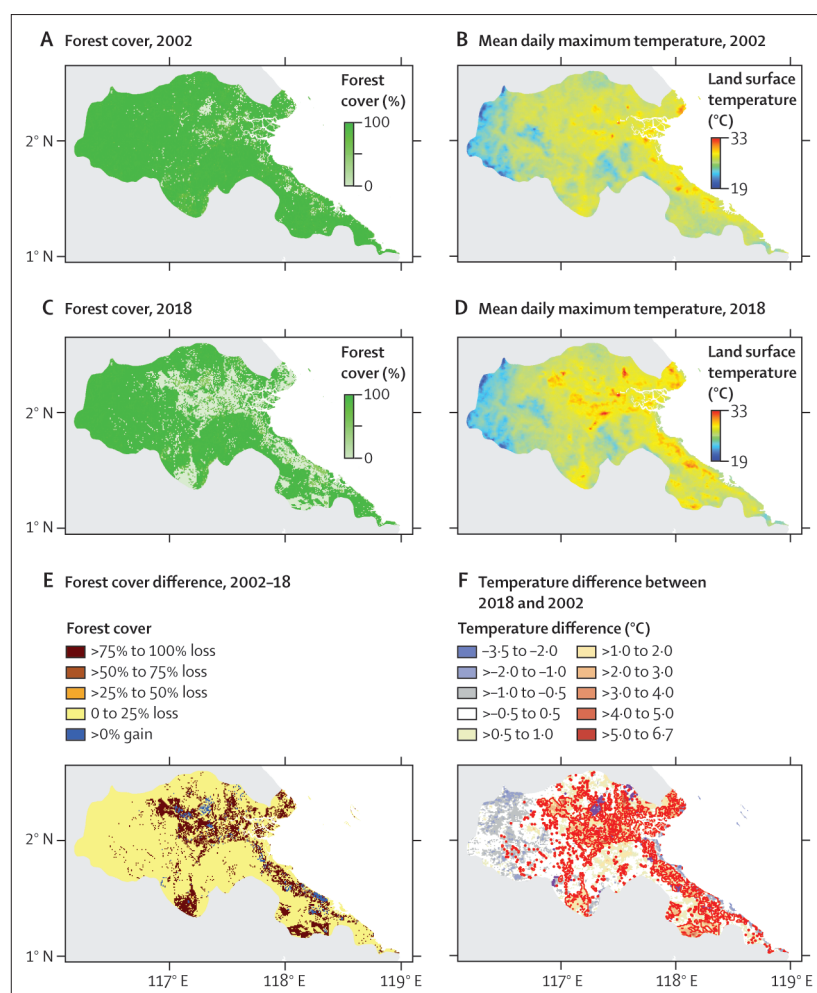 A Forest cover, 2002
B Mean daily maximum temperature, 2002
Forest
cover (%)
100
0
Land surface
temperature
(°C)
33
19
2° N
1° N
C Forest cover, 2018
D Mean daily maximum temperature, 2018
Forest
cover (%)
100
0
Land surface
temperature
(°C)
33
19
2° N
1° N
E Forest cover difference, 2002–18
F Temperature difference between
2018 and 2002
Forest cover
>75% to 100% loss
>50% to 75% loss
>25% to 50% loss
0 to 25% loss
>0% gain
Temperature difference (°C)
–3·5 to –2·0
>–2·0 to –1·0
>–1·0 to –0·5
>–0·5 to 0·5
>0·5 to 1·0
>1·0 to 2·0
>2·0 to 3·0
>3·0 to 4·0
>4·0 to 5·0
>5·0 to 6·7
2° N
1° N
117° E
118° E
119° E
117° E
118° E
119° E